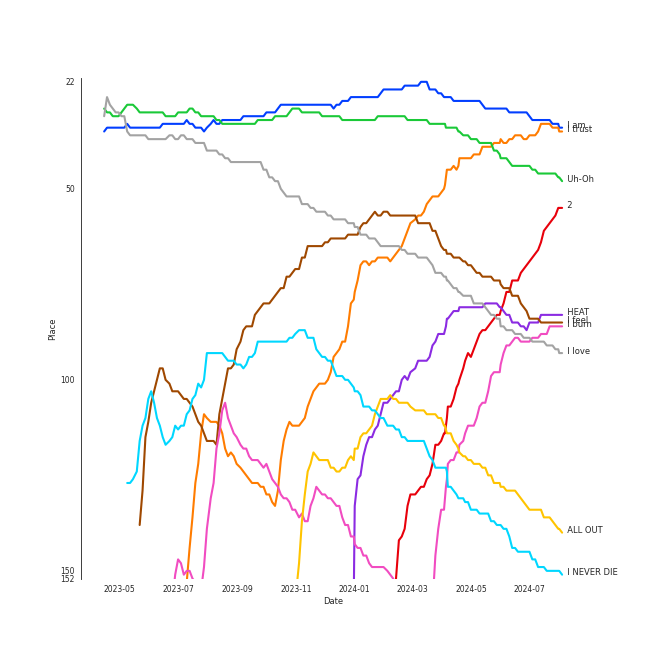 22
50
100
150
152
Place
2023-05
2023-07
2023-09
2023-11
2024-01
2024-03
2024-05
2024-07
Date
I am
I trust
Uh-Oh
2
HEAT
I feel
I burn
I love
ALL OUT
I NEVER DIE